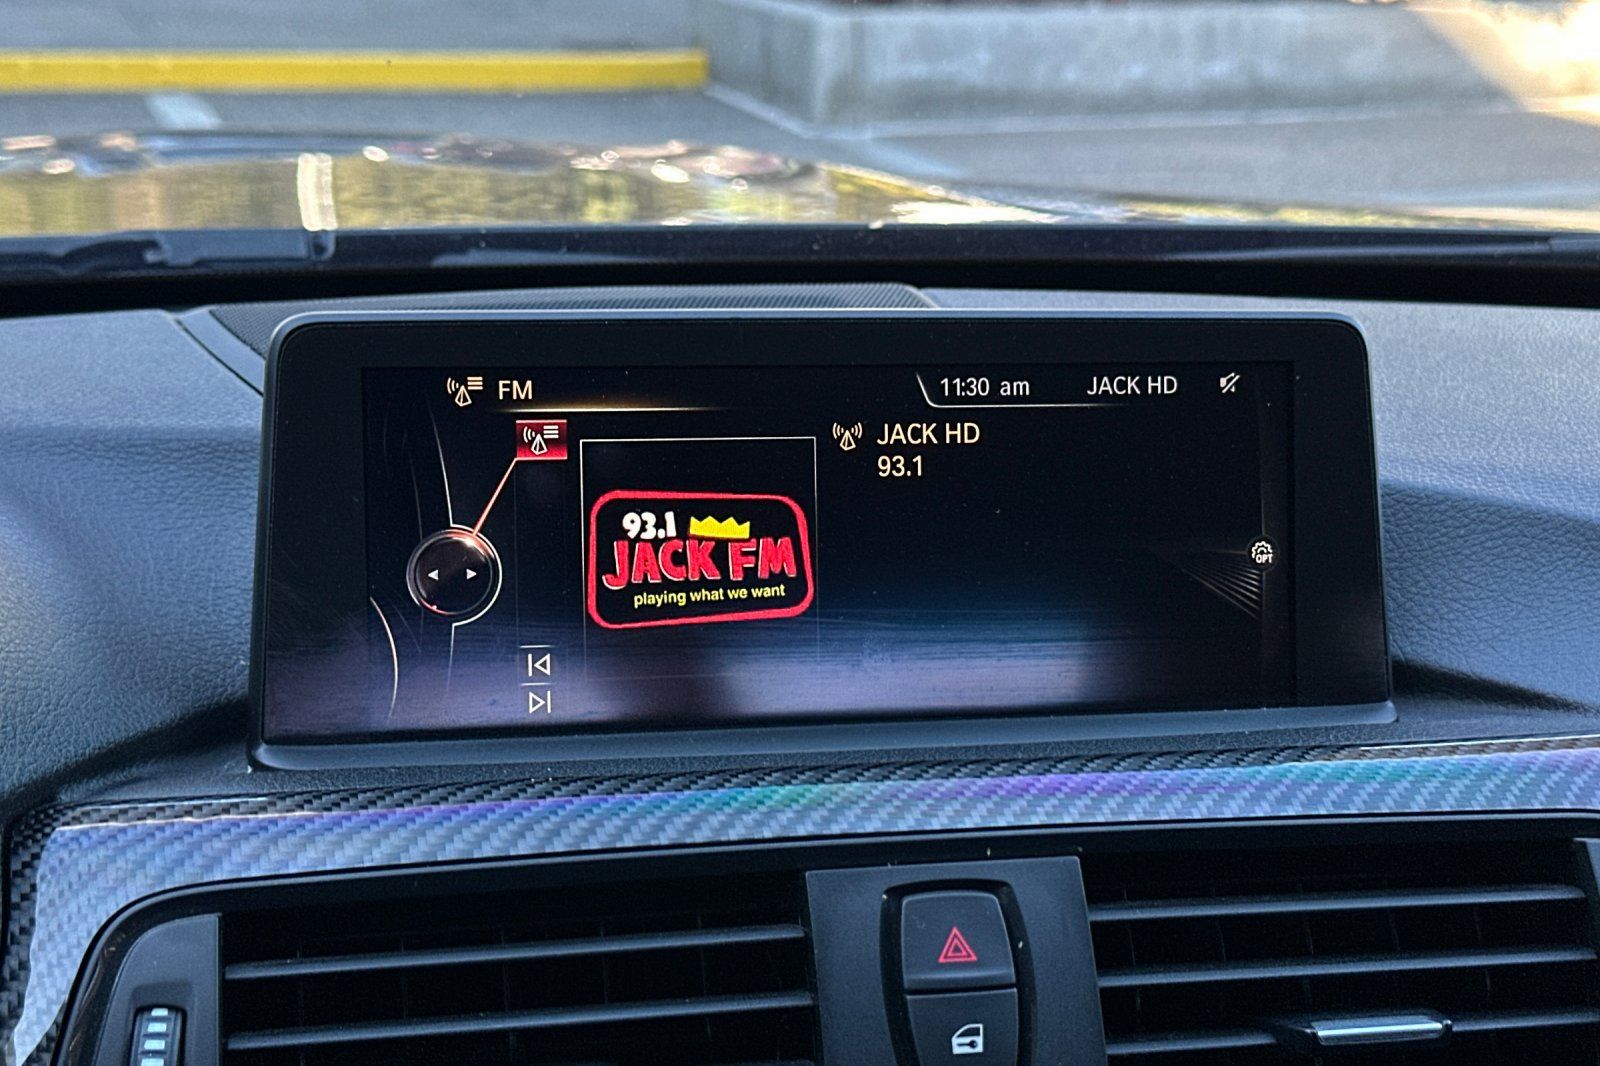 FM
11:30 am
JACK HD
JACK HD
93.1
93.1
JACK FM
playing what we want
OPT